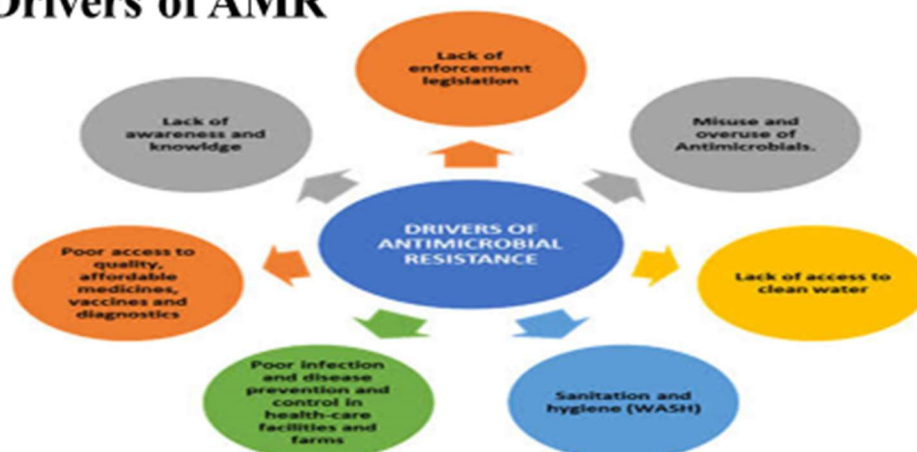 Drivers of AMR
Lack of
enforcement
legislation
Misuse and
overuse of
Antimicrobials.
Lack of access to
clean water
Sanitation and
hygiene (WASH)
Poor infection
and disease
prevention and
control in
health-care
facilities and
farms
Poor access to
quality,
affordable
medicines,
vaccines and
diagnostics
Lack of
awareness and
knowldge
DRIVERS OF
ANTIMICROBIAL
RESISTANCE